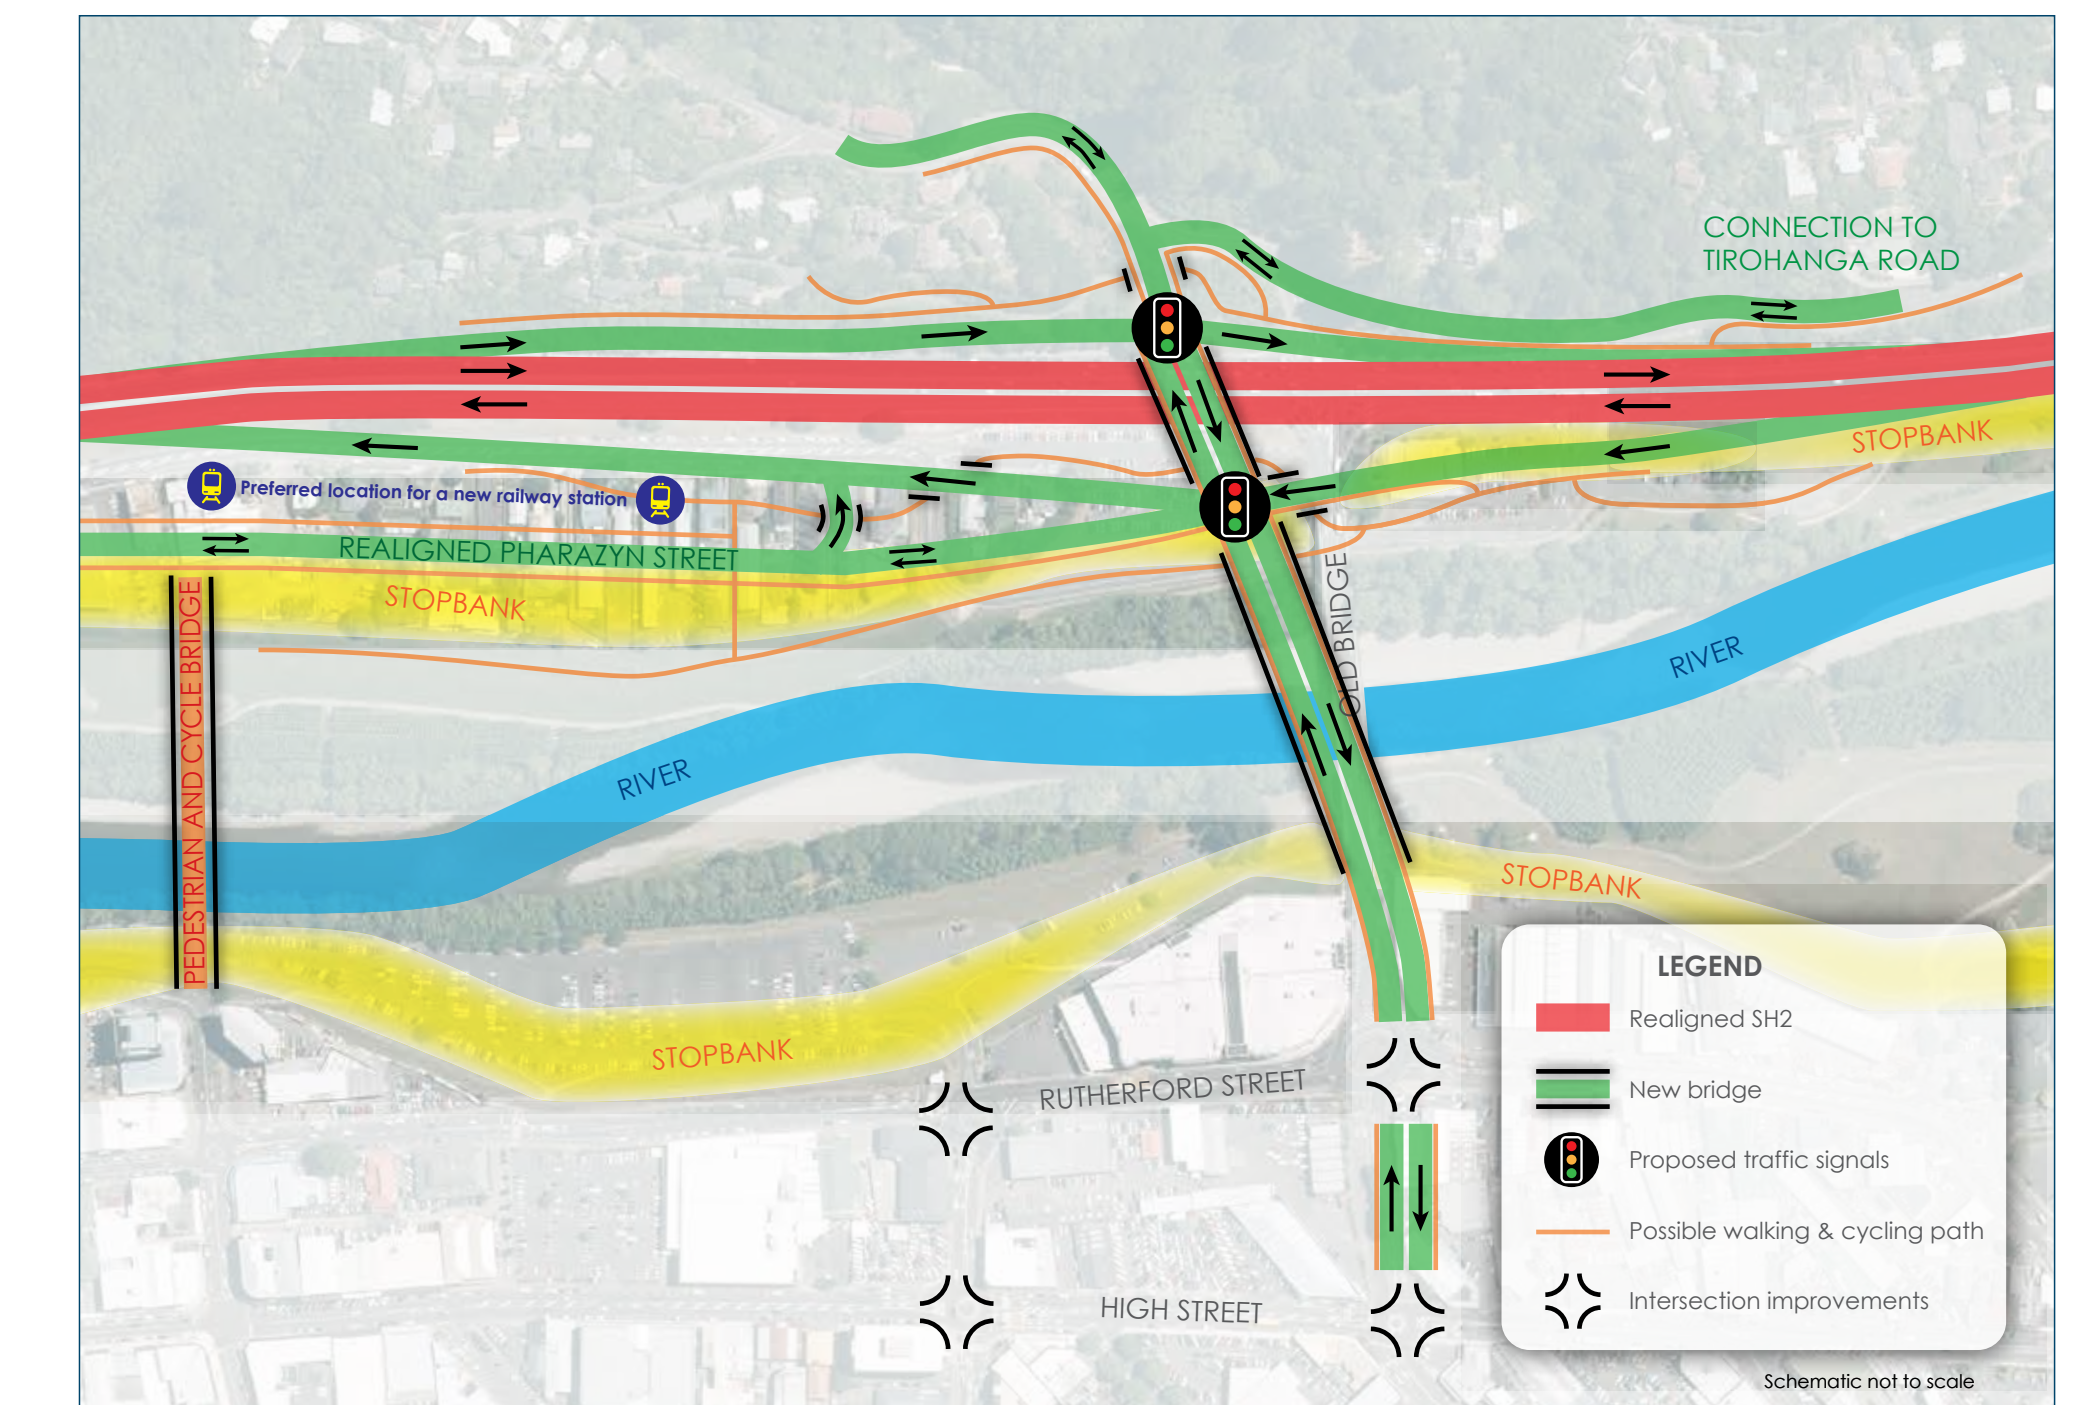 CONNECTION TO
TIROHANGA ROAD
STOPBANK
Preferred location for a new railway station
REALIGNED PHARAZYN STREET
STOPBANK
OLD BRIDGE
PEDESTRIAN AND CYCLE BRIDGE
RIVER
RIVER
STOPBANK
STOPBANK
RUTHERFORD STREET
HIGH STREET
LEGEND
Realigned SH2
New bridge
Proposed traffic signals
Possible walking & cycling path
Intersection improvements
Schematic not to scale